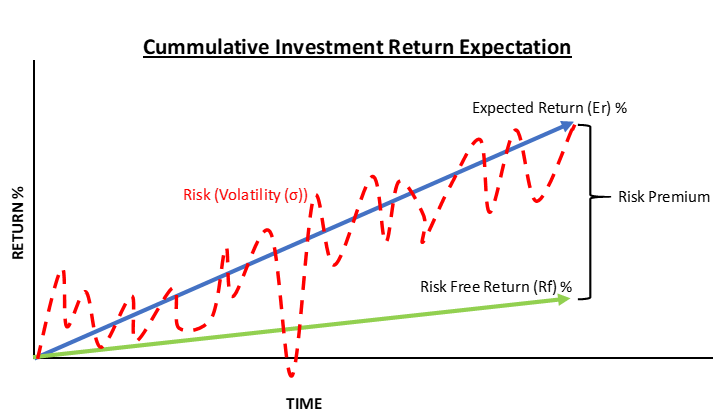 Cummulative Investment Return Expectation
Expected Return (Er) %
Risk (Volatility (σ))
Risk Premium
RETURN %
Risk Free Return (Rf) %
TIME